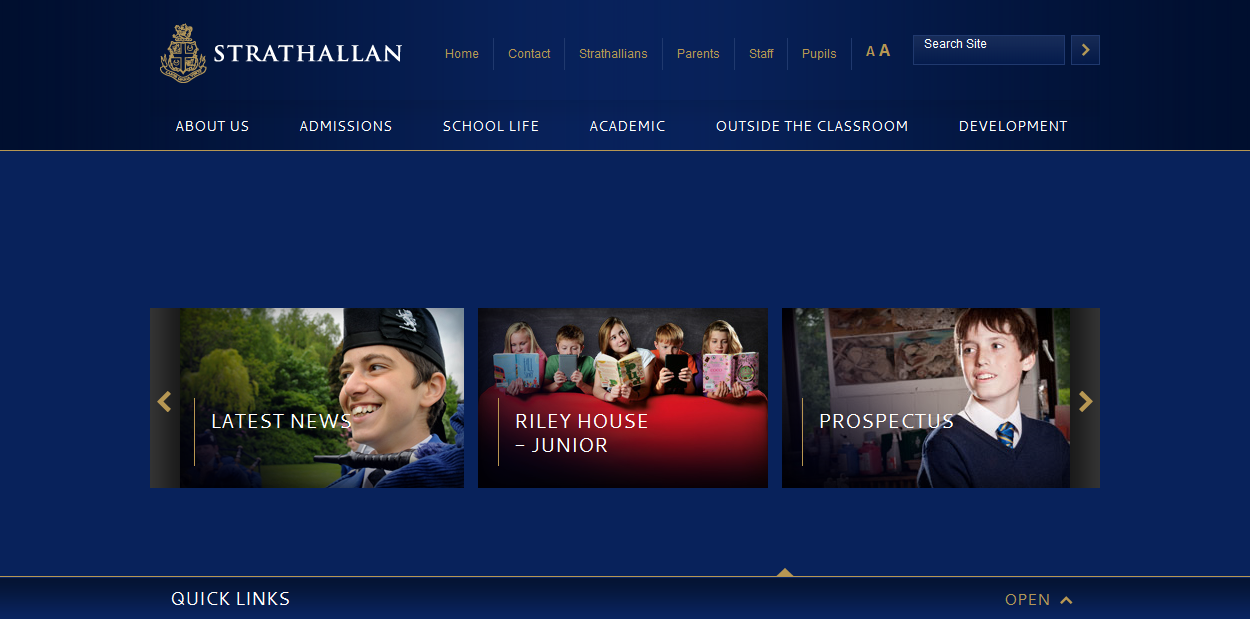 STRATHALLAN
Home
Contact
Strathallians
Parents
Staff
Pupils
A A
Search Site
ABOUT US
ADMISSIONS
SCHOOL LIFE
ACADEMIC
OUTSIDE THE CLASSROOM
DEVELOPMENT
LATEST NEWS
RILEY HOUSE
– JUNIOR
PROSPECTUS
QUICK LINKS
OPEN